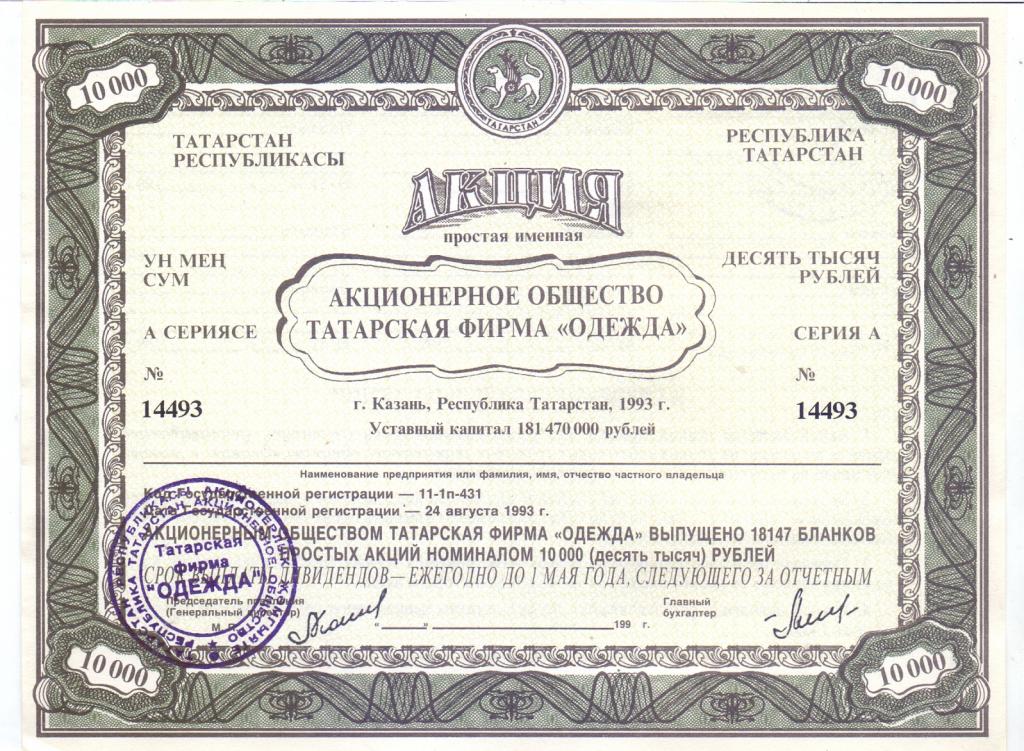 10 000
10 000
ТАТАРСТАН
ТАТАРСТАН
РЕСПУБЛИКАСЫ
РЕСПУБЛИКА
ТАТАРСТАН
АКЦИЯ
простая именная
УН МЕҢ
СУМ
ДЕСЯТЬ ТЫСЯЧ
РУБЛЕЙ
АКЦИОНЕРНОЕ ОБЩЕСТВО
ТАТАРСКАЯ ФИРМА «ОДЕЖДА»
А СЕРИЯСЕ
СЕРИЯ А
№
14493
№
14493
г. Казань, Республика Татарстан, 1993 г.
Уставный капитал 181 470 000 рублей
Наименование предприятия или фамилия, имя, отчество частного владельца
Код государственной регистрации — 11-1п-431
Дата Государственной регистрации — 24 августа 1993 г.
АКЦИОНЕРНЫМ ОБЩЕСТВОМ ТАТАРСКАЯ ФИРМА «ОДЕЖДА» ВЫПУЩЕНО 18147 БЛАНКОВ
ПРОСТЫХ АКЦИЙ НОМИНАЛОМ 10 000 (десять тысяч) РУБЛЕЙ
СРОК ВЫПЛАТЫ ДИВИДЕНДОВ — ЕЖЕГОДНО ДО 1 МАЯ ГОДА, СЛЕДУЮЩЕГО ЗА ОТЧЕТНЫМ
Председатель правления
(Генеральный директор)
М. П.
"____" ____ 199 г.
Главный
бухгалтер
Татарская
фирма
"ОДЕЖДА"
10 000
10 000